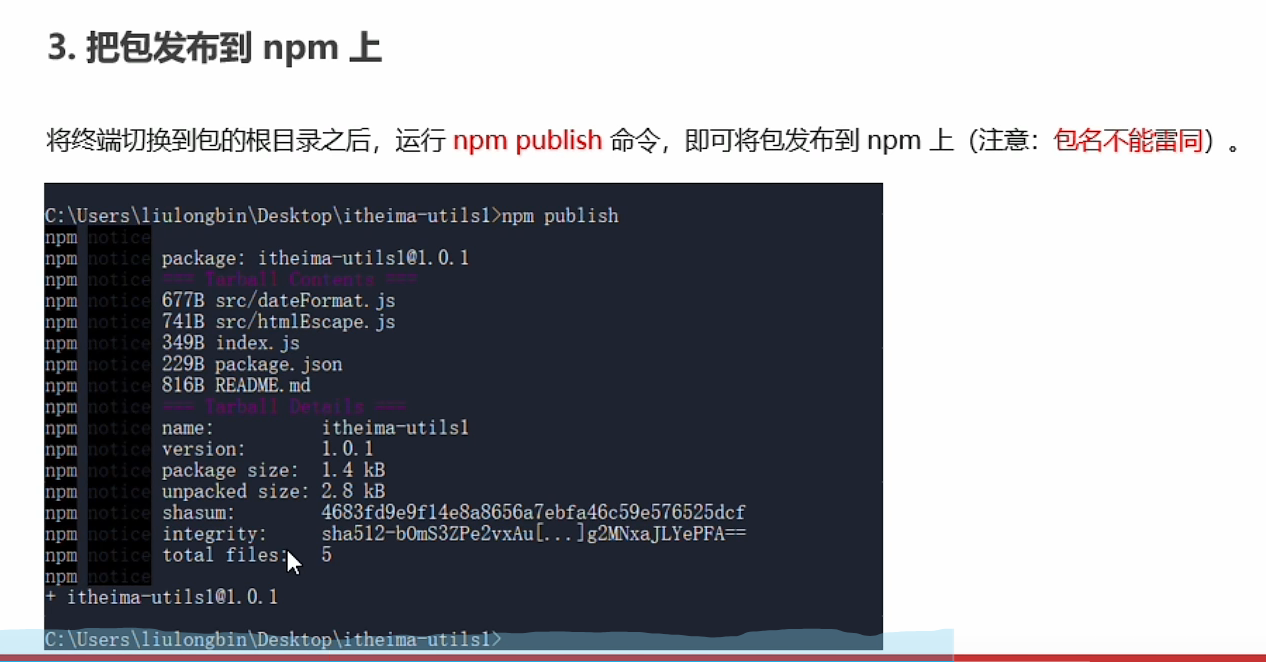 3. 把包发布到 npm 上
将终端切换到包的根目录之后，运行 npm publish 命令，即可将包发布到 npm 上（注意：包名不能雷同）。
C:\Users\liulongbin\Desktop\itheima-utils1>npm publish
npm notice
npm notice package: itheima-utils1@1.0.1
npm notice === Tarball Contents ===
npm notice 677B src/dateFormat.js
npm notice 741B src/htmlEscape.js
npm notice 349B index.js
npm notice 229B package.json
npm notice 816B README.md
npm notice === Tarball Details ===
npm notice name: itheima-utils1
npm notice version: 1.0.1
npm notice package size: 1.4 kB
npm notice unpacked size: 2.8 kB
npm notice shasum: 4683fd9e9f14e8a8656a7ebfa46c59e576525dcf
npm notice integrity: sha512-bOmS3ZPe2vxAu[...]g2MNxaJLYePFA==
npm notice total files: 5
npm notice
+ itheima-utils1@1.0.1
C:\Users\liulongbin\Desktop\itheima-utils1>